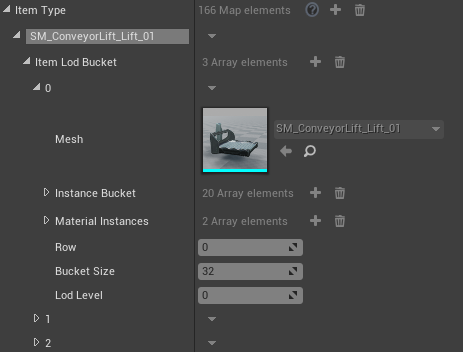 Item Type 166 Map elements ?
SM_ConveyorLift_Lift_01
Item Lod Bucket 3 Array elements
0
Mesh SM_ConveyorLift_Lift_01
Instance Bucket 20 Array elements
Material Instances 2 Array elements
Row 0
Bucket Size 32
Lod Level 0
1
2